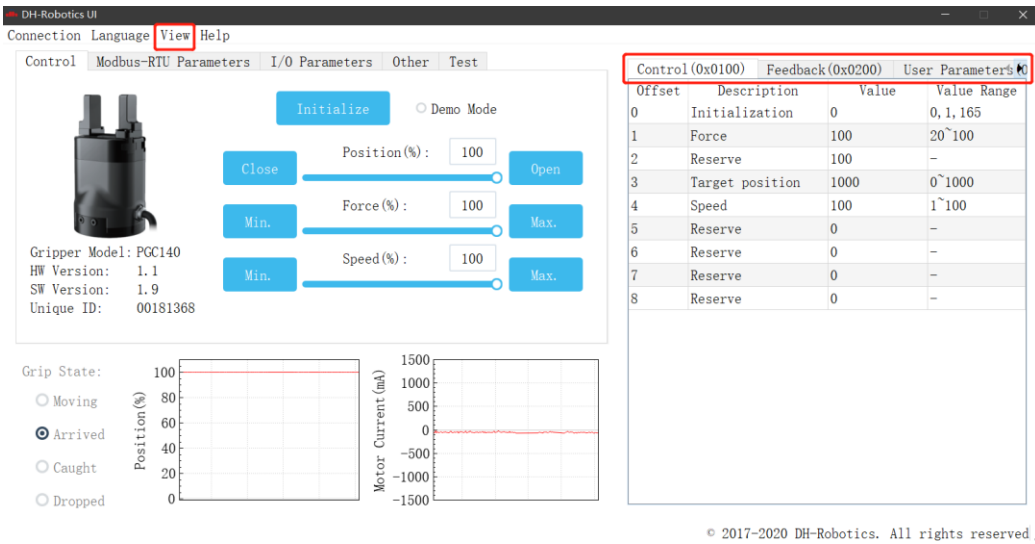 DH-Robotics UI
Connection Language View Help
Control Modbus-RTU Parameters I/O Parameters Other Test
Initialize Demo Mode
Position(%): 100
Close Open
Force(%): 100
Min. Max.
Speed(%): 100
Min. Max.
Gripper Model: PGC140
HW Version: 1.1
SW Version: 1.9
Unique ID: 00181368
Grip State:
Moving
Arrived
Caught
Dropped
Position(%)
100
80
60
40
20
0
Motor Current(mA)
1500
1000
500
0
−500
−1000
−1500
Control(0x0100) Feedback(0x0200) User Parameters
Offset Description Value Value Range
0 Initialization 0 0,1,165
1 Force 100 20~100
2 Reserve 100 −
3 Target position 1000 0~1000
4 Speed 100 1~100
5 Reserve 0 −
6 Reserve 0 −
7 Reserve 0 −
8 Reserve 0 −
© 2017-2020 DH-Robotics. All rights reserved